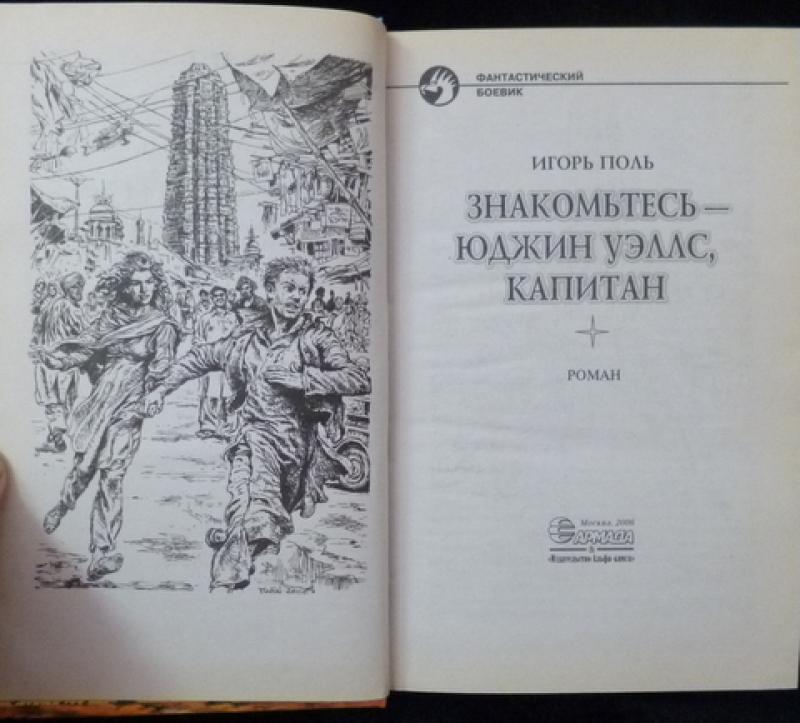 ФАНТАСТИЧЕСКИЙ
БОЕВИК
ИГОРЬ ПОЛЬ
ЗНАКОМЬТЕСЬ —
ЮДЖИН УЭЛЛС,
КАПИТАН
РОМАН
Москва, 2006
АРМАДА
&
«Издательство Альфа-книга»